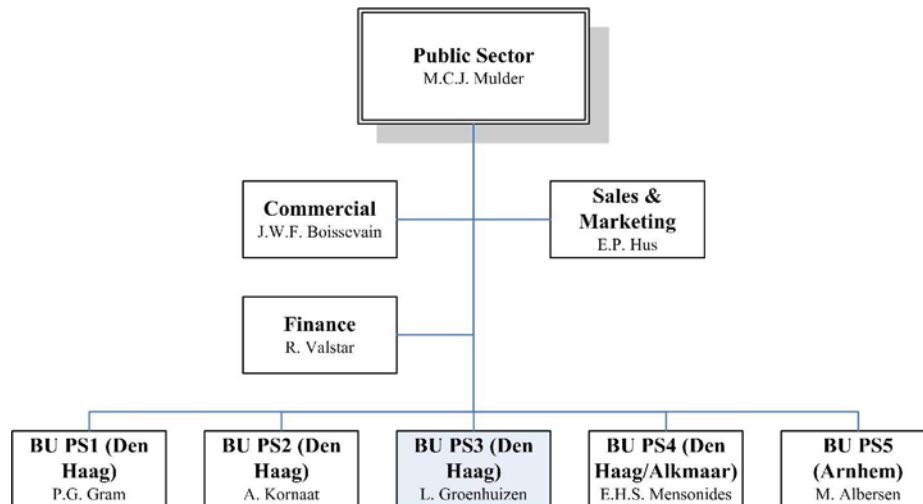 Public Sector
M.C.J. Mulder
Commercial
J.W.F. Boissevain
Sales &
Marketing
E.P. Hus
Finance
R. Valstar
BU PS1 (Den
Haag)
P.G. Gram
BU PS2 (Den
Haag)
A. Kornaat
BU PS3 (Den
Haag)
L. Groenhuizen
BU PS4 (Den
Haag/Alkmaar)
E.H.S. Mensonides
BU PS5
(Arnhem)
M. Albersen